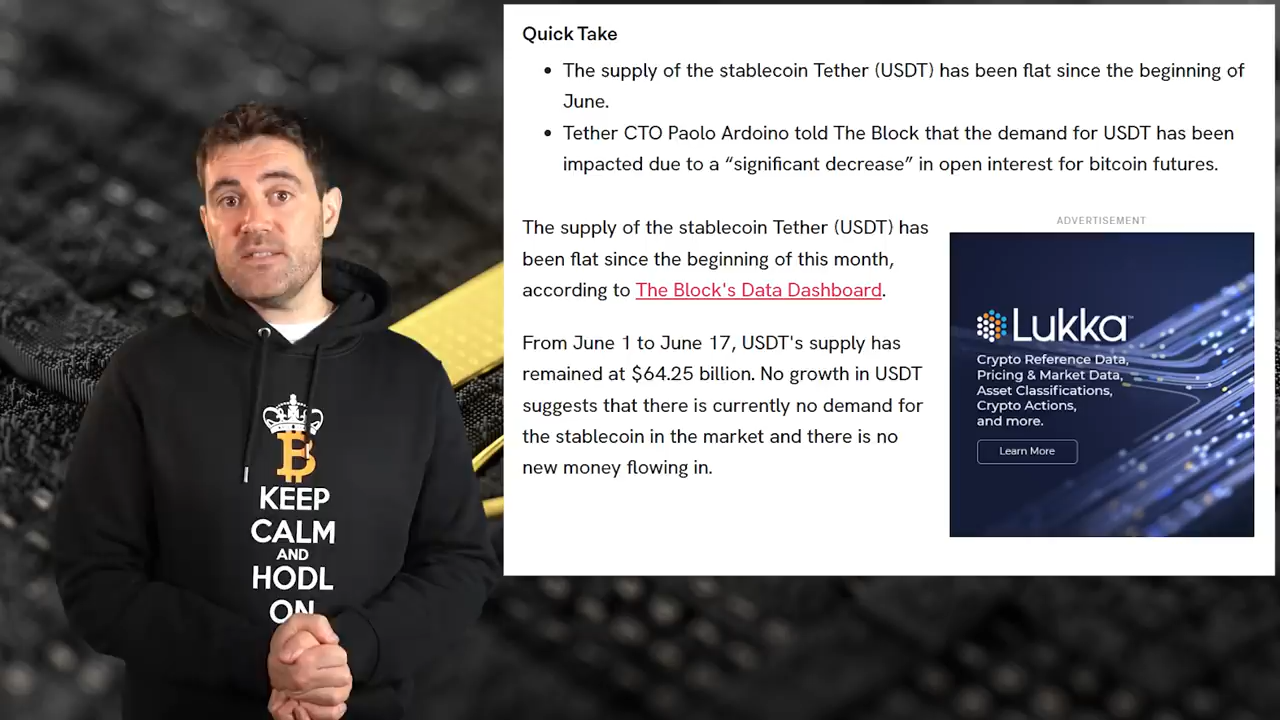 Quick Take
• The supply of the stablecoin Tether (USDT) has been flat since the beginning of
June.
• Tether CTO Paolo Ardoino told The Block that the demand for USDT has been
impacted due to a “significant decrease” in open interest for bitcoin futures.
The supply of the stablecoin Tether (USDT) has
been flat since the beginning of this month,
according to The Block's Data Dashboard.
From June 1 to June 17, USDT's supply has
remained at $64.25 billion. No growth in USDT
suggests that there is currently no demand for
the stablecoin in the market and there is no
new money flowing in.
ADVERTISEMENT
Lukka™
Crypto Reference Data,
Pricing & Market Data,
Asset Classifications,
Crypto Actions,
and more.
Learn More
KEEP
CALM
AND
HODL
ON